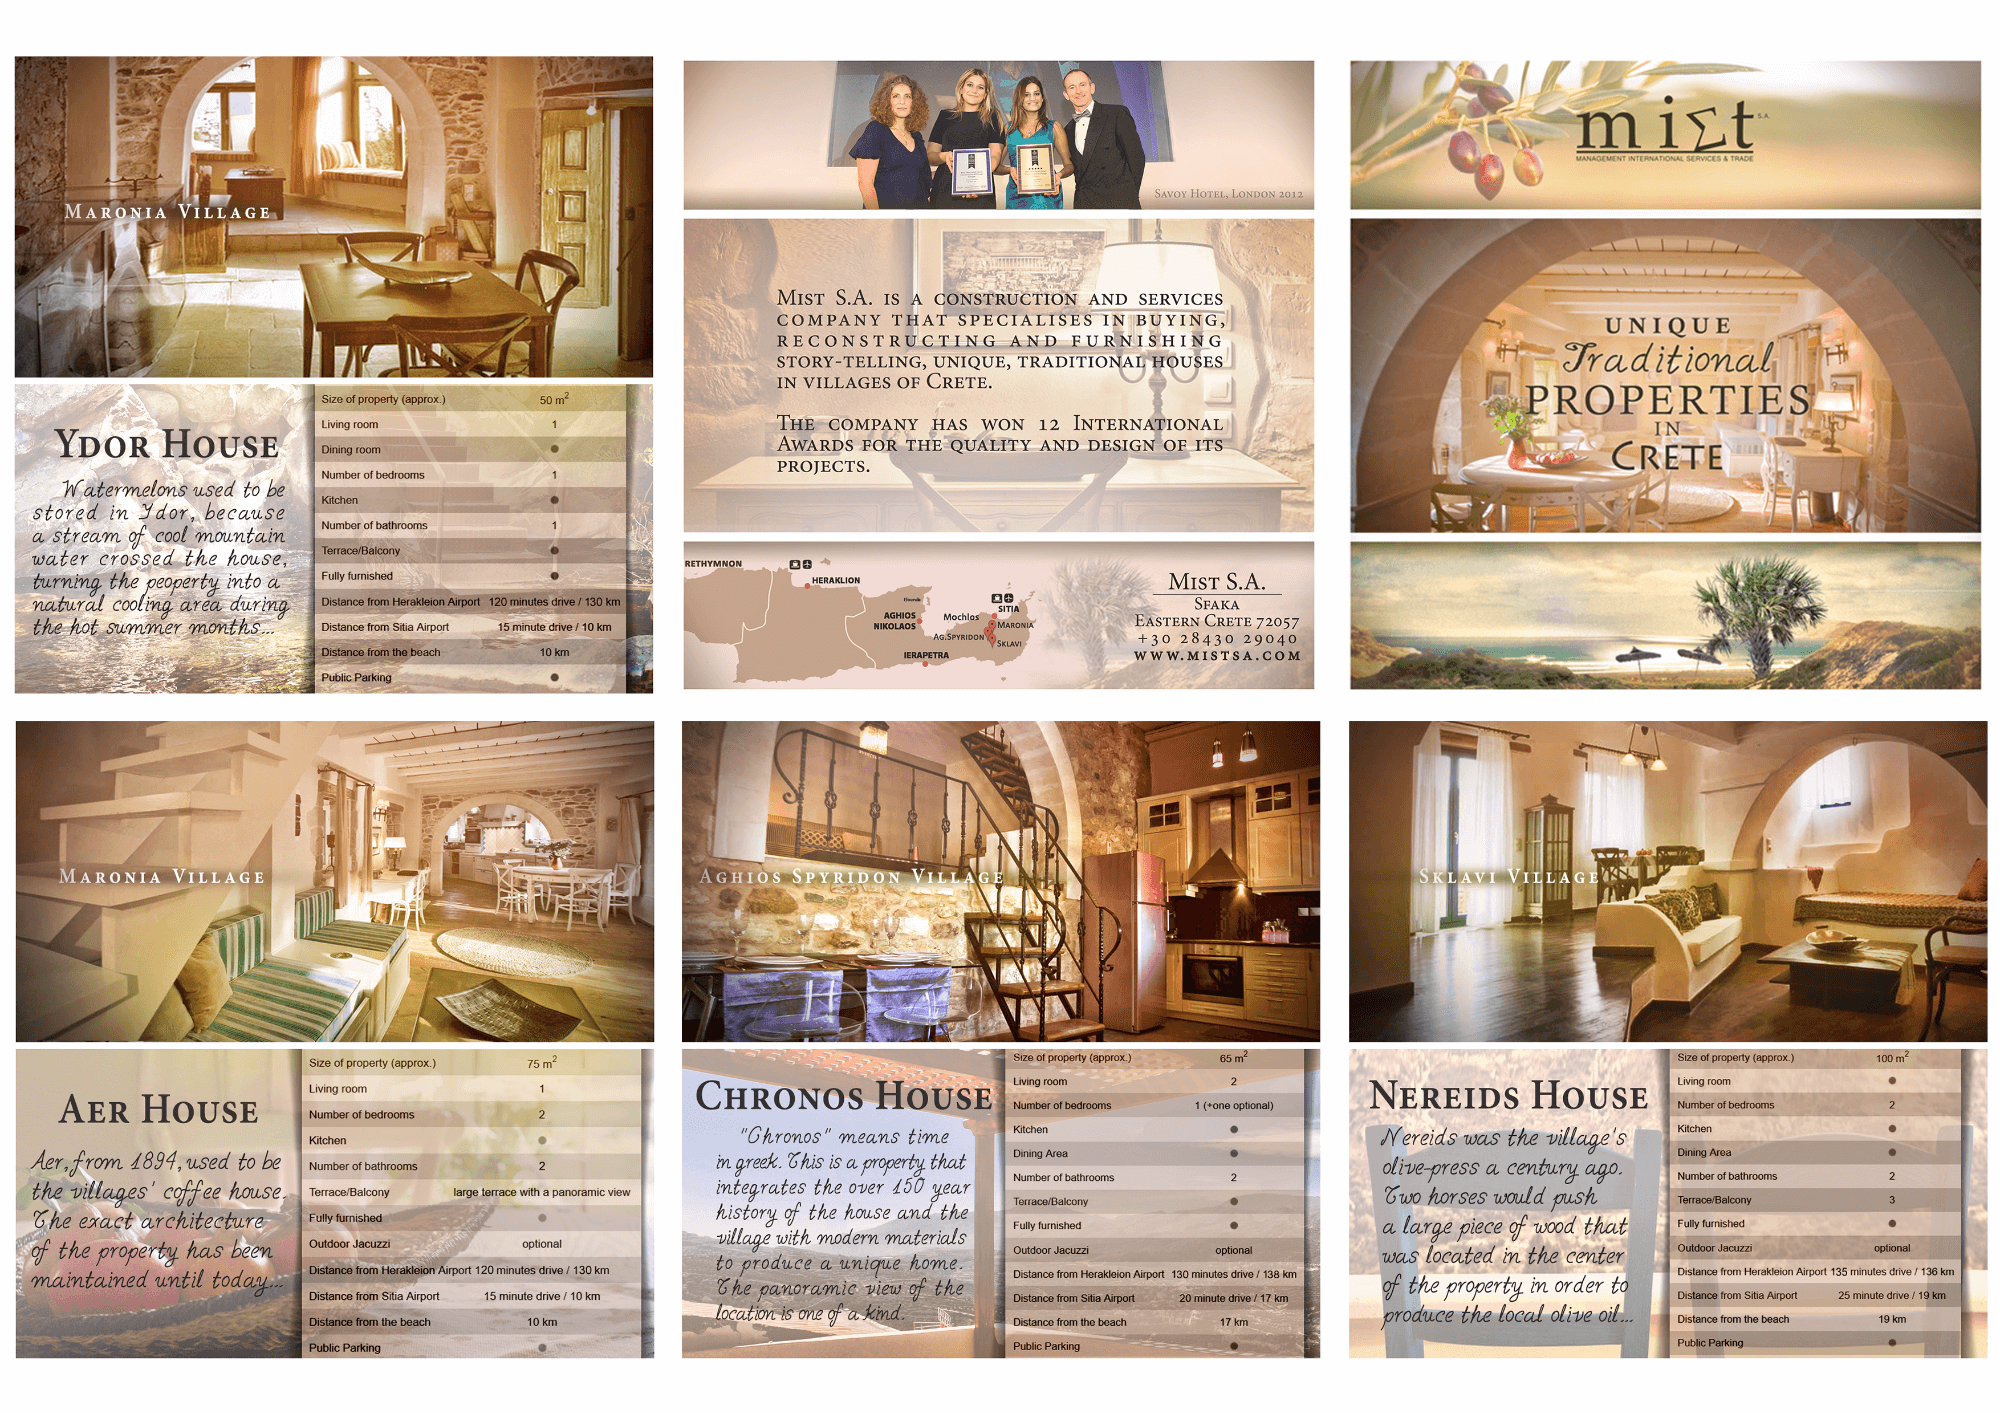 MARONIA VILLAGE
YDOR HOUSE
Watermelons used to be
stored in Ydor, because
a stream of cool mountain
water crossed the house,
turning the peoperty into a
natural cooling area during
the hot summer months...
Size of property (approx.) 50 m2
Living room 1
Dining room ●
Number of bedrooms 1
Kitchen ●
Number of bathrooms 1
Terrace/Balcony ●
Fully furnished ●
Distance from Herakleion Airport 120 minutes drive / 130 km
Distance from Sitia Airport 15 minute drive / 10 km
Distance from the beach 10 km
Public Parking ●
SAVOY HOTEL, LONDON 2012
MIST S.A. IS A CONSTRUCTION AND SERVICES
COMPANY THAT SPECIALISES IN BUYING,
RECONSTRUCTING AND FURNISHING
STORY-TELLING, UNIQUE, TRADITIONAL HOUSES
IN VILLAGES OF CRETE.
THE COMPANY HAS WON 12 INTERNATIONAL
AWARDS FOR THE QUALITY AND DESIGN OF ITS
PROJECTS.
RETHYMNON
HERAKLION
AGHIOS
NIKOLAOS
Mochlos
SITIA
MARONIA
AG.SPYRIDON
SKLAVI
IERAPETRA
MIST S.A.
SFAKA
EASTERN CRETE 72057
+30 28430 29040
WWW.MISTSA.COM
miΣt S.A.
MANAGEMENT INTERNATIONAL SERVICES & TRADE
UNIQUE
Traditional
PROPERTIES
IN
CRETE
MARONIA VILLAGE
AER HOUSE
Aer, from 1894, used to be
the villages' coffee house.
The exact architecture
of the property has been
maintained until today...
Size of property (approx.) 75 m2
Living room 1
Number of bedrooms 2
Kitchen ●
Number of bathrooms 2
Terrace/Balcony large terrace with a panoramic view
Fully furnished ●
Outdoor Jacuzzi optional
Distance from Herakleion Airport 120 minutes drive / 130 km
Distance from Sitia Airport 15 minute drive / 10 km
Distance from the beach 10 km
Public Parking ●
AGHIOS SPYRIDON VILLAGE
CHRONOS HOUSE
"Chronos" means time
in greek. This is a property that
integrates the over 150 year
history of the house and the
village with modern materials
to produce a unique home.
The panoramic view of the
location is one of a kind.
Size of property (approx.) 65 m2
Living room 2
Number of bedrooms 1 (+one optional)
Kitchen ●
Dining Area ●
Number of bathrooms 2
Terrace/Balcony ●
Fully furnished ●
Outdoor Jacuzzi optional
Distance from Herakleion Airport 130 minutes drive / 138 km
Distance from Sitia Airport 20 minute drive / 17 km
Distance from the beach 17 km
Public Parking ●
SKLAVI VILLAGE
NEREIDS HOUSE
Nereids was the village's
olive-press a century ago.
Two horses would push
a large piece of wood that
was located in the center
of the property in order to
produce the local olive oil...
Size of property (approx.) 100 m2
Living room ●
Number of bedrooms 2
Kitchen ●
Dining Area ●
Number of bathrooms 2
Terrace/Balcony 3
Fully furnished ●
Outdoor Jacuzzi optional
Distance from Herakleion Airport 135 minutes drive / 136 km
Distance from Sitia Airport 25 minute drive / 19 km
Distance from the beach 19 km
Public Parking ●